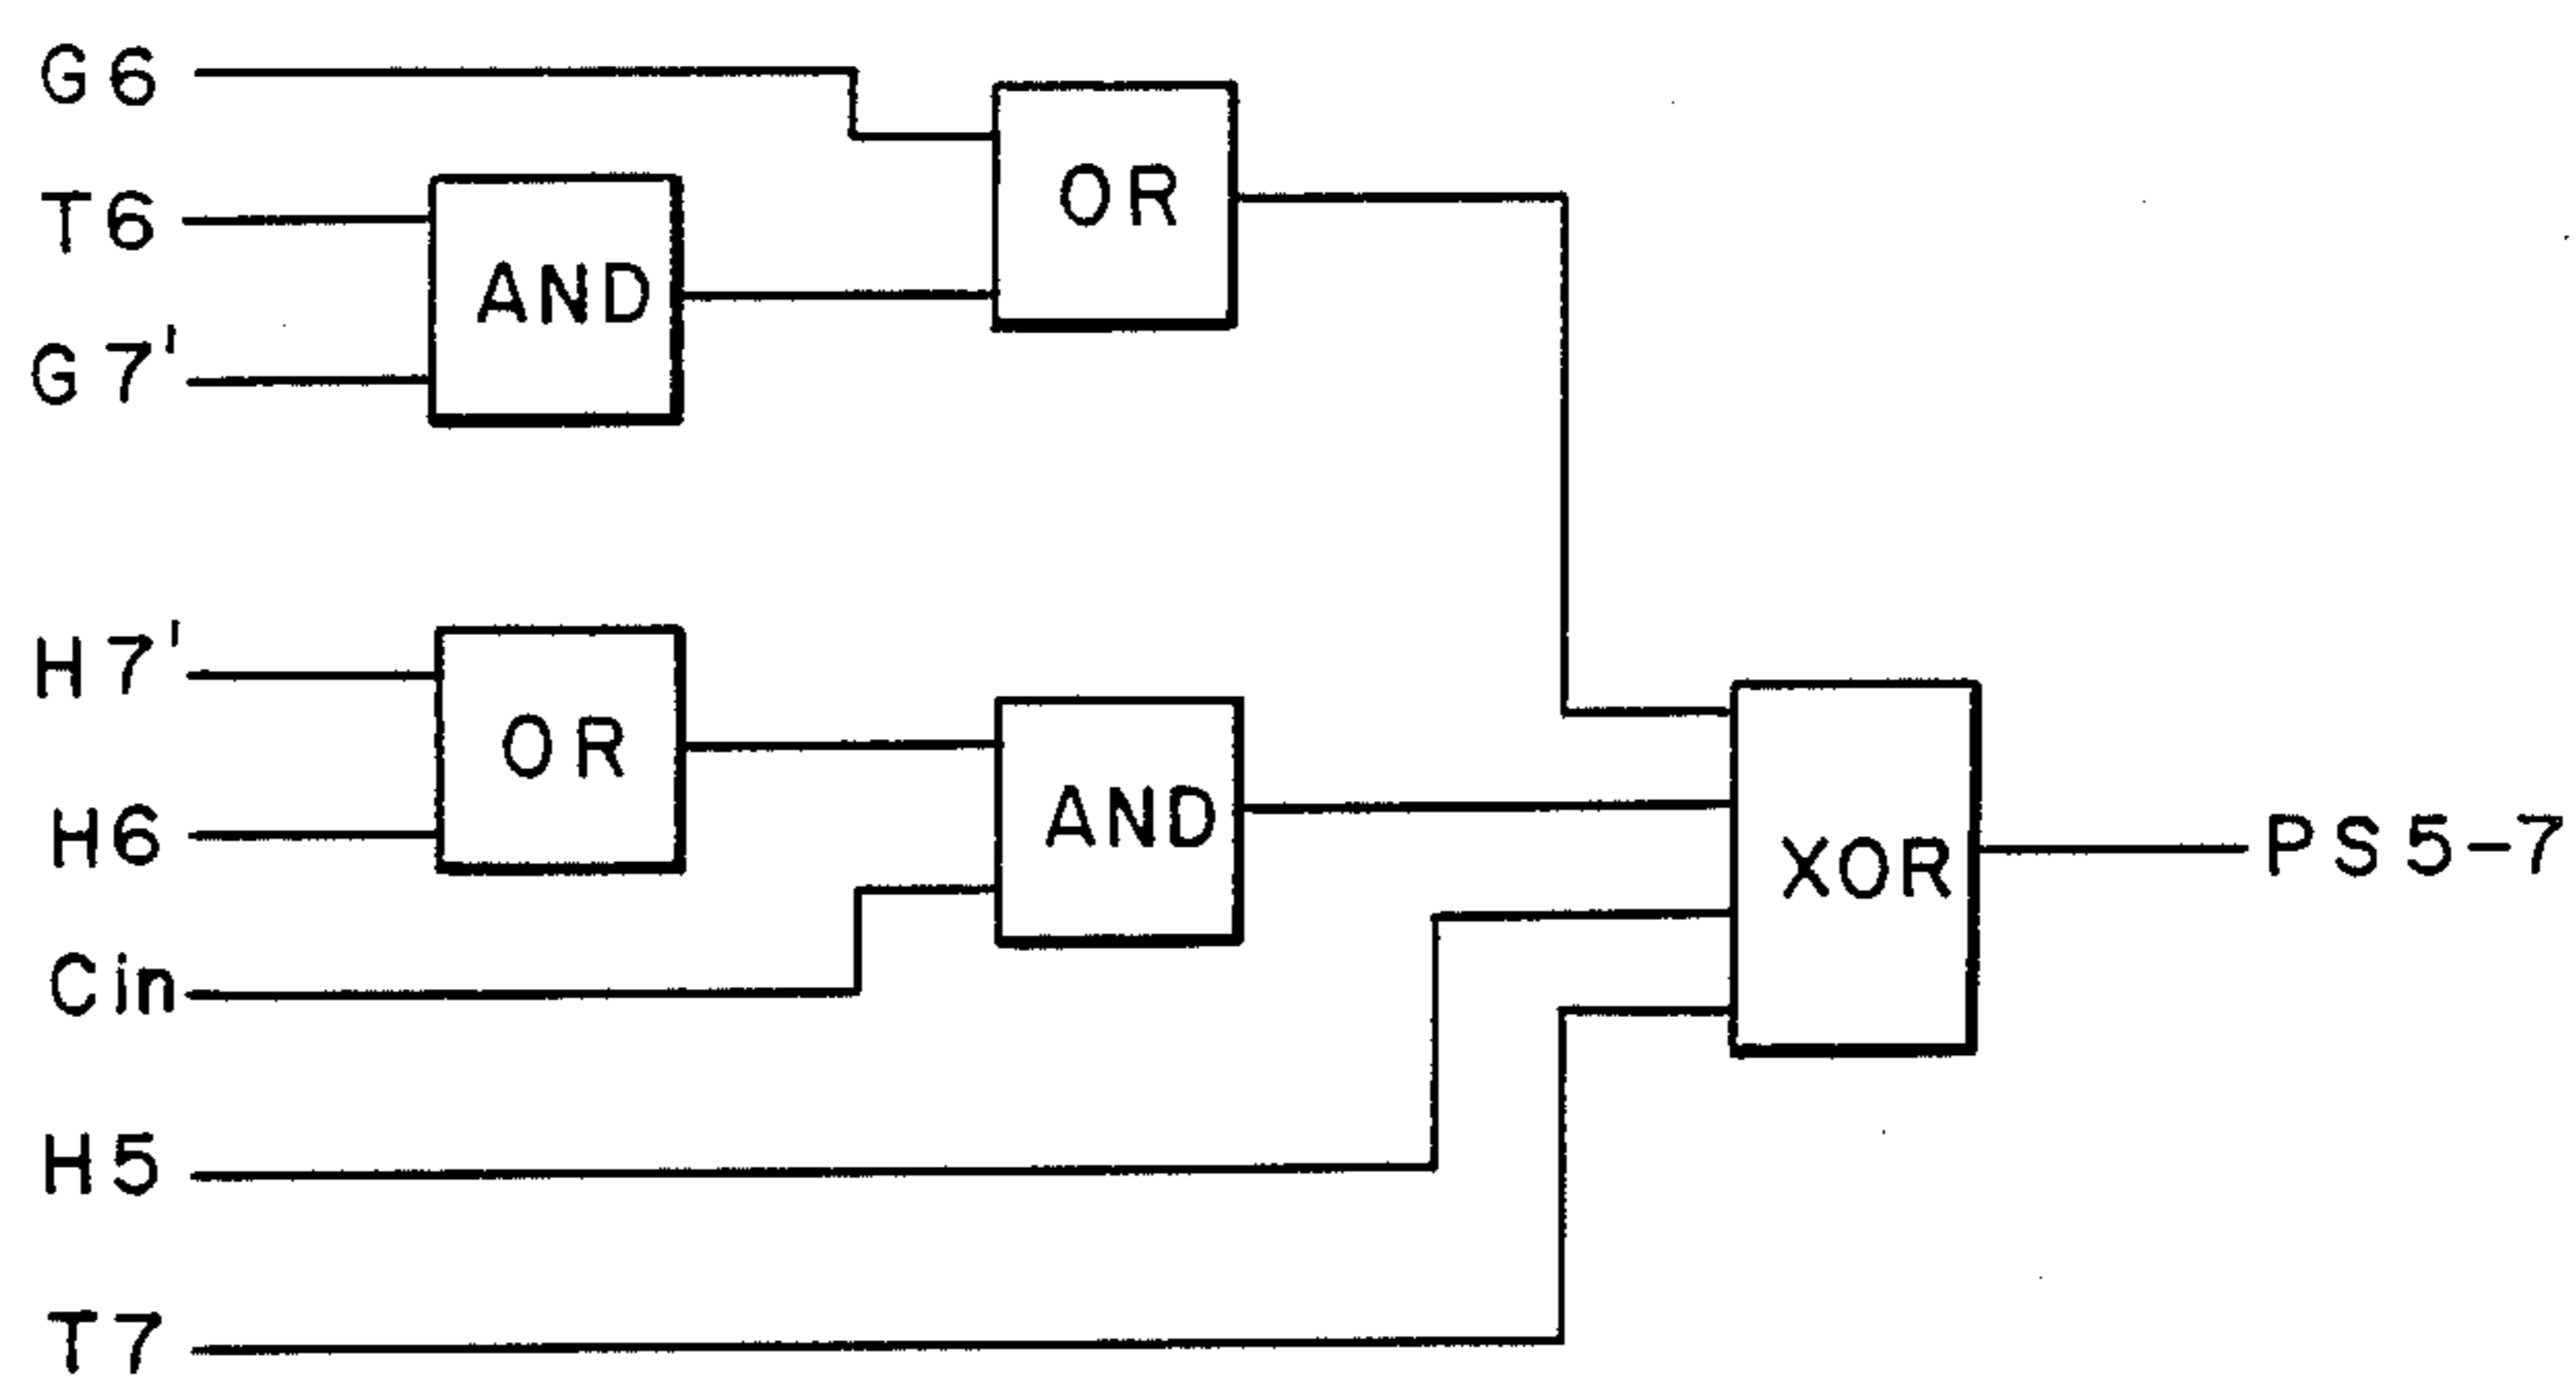 G6
T6
G7'
AND
OR
H7'
H6
OR
Cin
AND
H5
T7
XOR
PS5-7